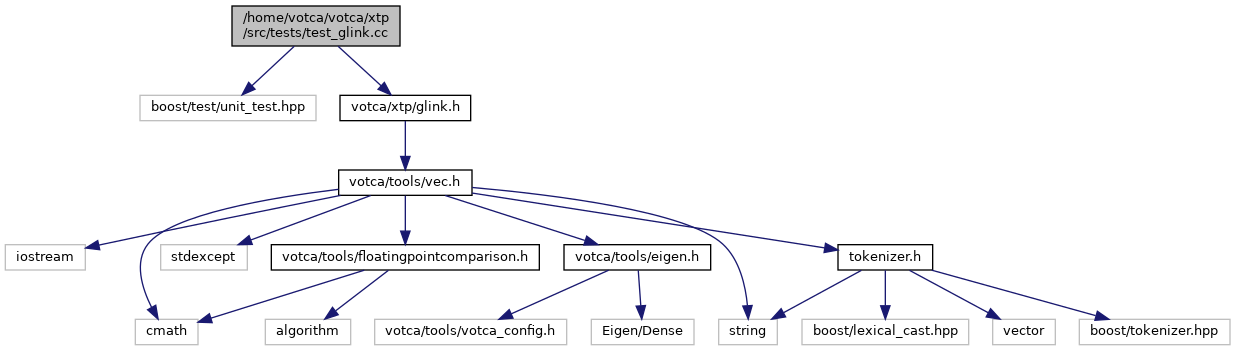 /home/votca/votca/xtp
/src/tests/test_glink.cc
boost/test/unit_test.hpp
votca/xtp/glink.h
votca/tools/vec.h
iostream
stdexcept
votca/tools/floatingpointcomparison.h
votca/tools/eigen.h
tokenizer.h
cmath
algorithm
votca/tools/votca_config.h
Eigen/Dense
string
boost/lexical_cast.hpp
vector
boost/tokenizer.hpp